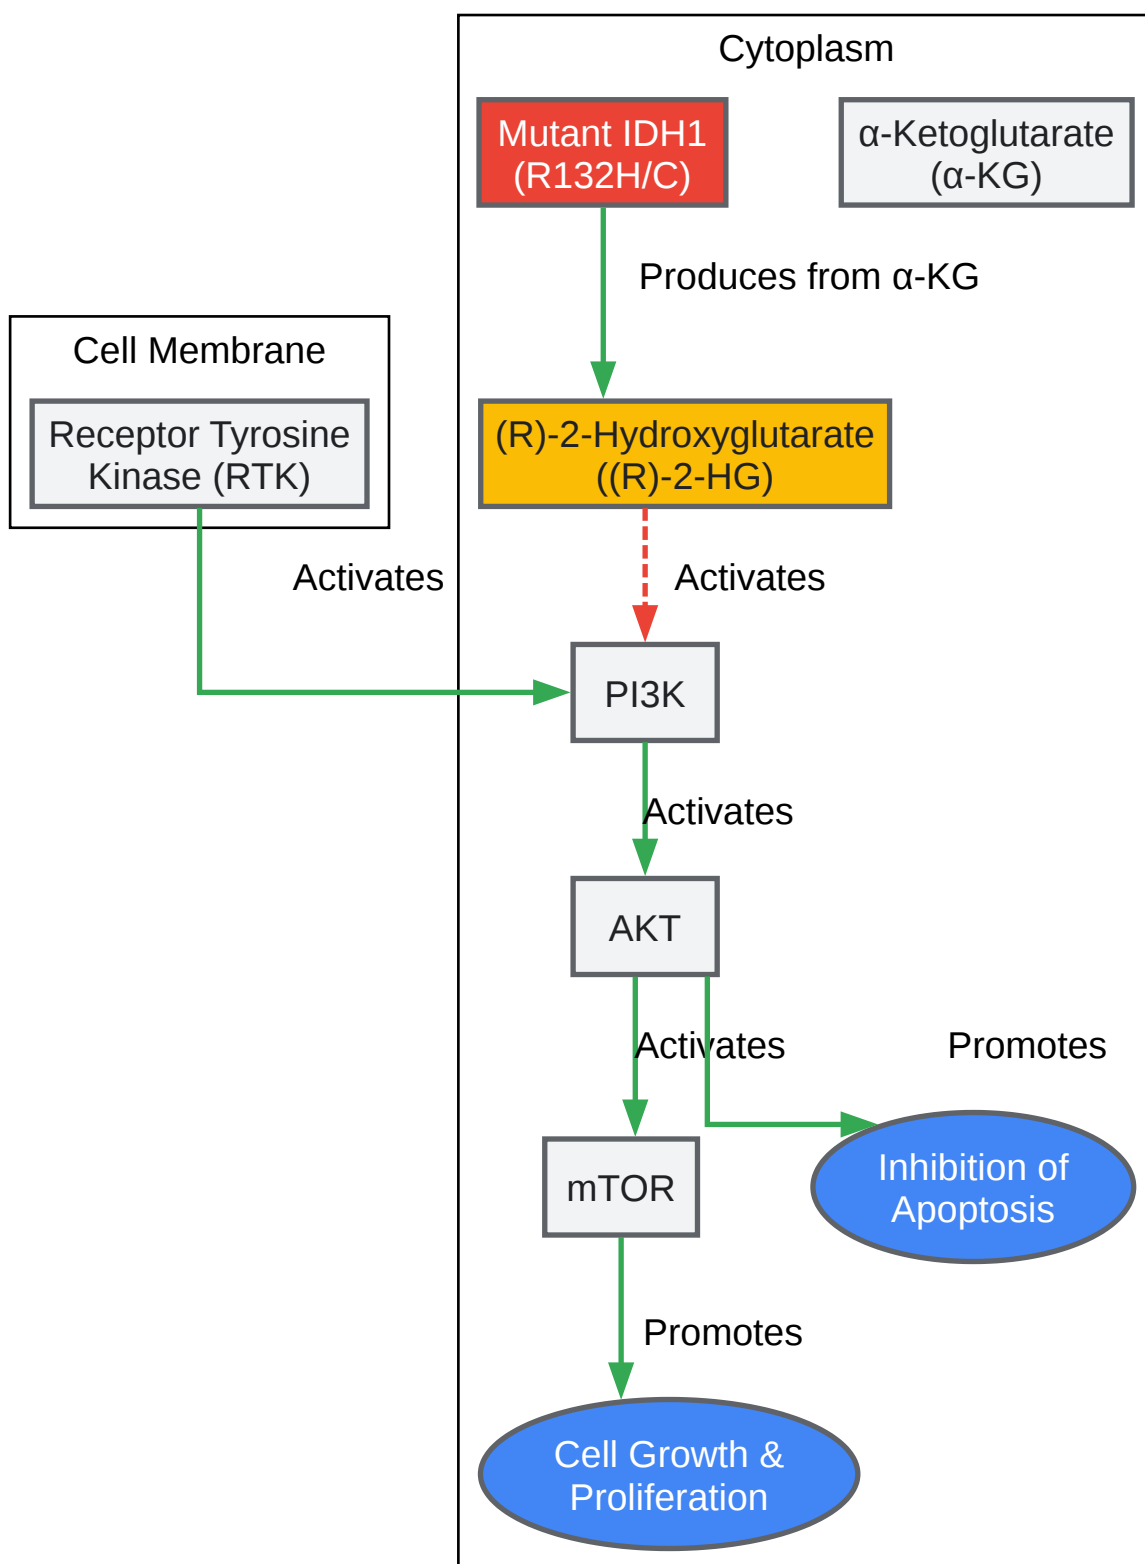 Cytoplasm
Mutant IDH1
(R132H/C)
α-Ketoglutarate
(α-KG)
Produces from α-KG
Cell Membrane
Receptor Tyrosine
Kinase (RTK)
(R)-2-Hydroxyglutarate
((R)-2-HG)
Activates
Activates
PI3K
Activates
AKT
Activates
Promotes
mTOR
Inhibition of
Apoptosis
Promotes
Cell Growth &
Proliferation